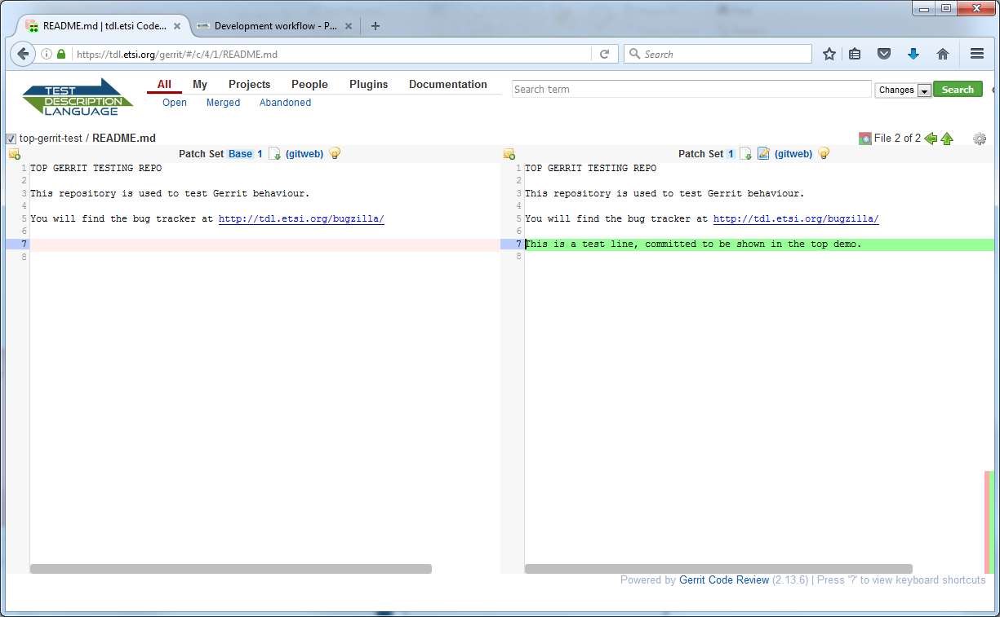 README.md | tdl.etsi Code... Development workflow - P...
https://tdl.etsi.org/gerrit/#/c/4/1/README.md Search
TEST DESCRIPTION LANGUAGE
All My Projects People Plugins Documentation
Open Merged Abandoned
Search term Changes Search
top-gerrit-test / README.md File 2 of 2
Patch Set Base 1 (gitweb) Patch Set 1 (gitweb)
1 TOP GERRIT TESTING REPO 1 TOP GERRIT TESTING REPO
2 2
3 This repository is used to test Gerrit behaviour. 3 This repository is used to test Gerrit behaviour.
4 4
5 You will find the bug tracker at http://tdl.etsi.org/bugzilla/ 5 You will find the bug tracker at http://tdl.etsi.org/bugzilla/
6 6
7 7 This is a test line, committed to be shown in the top demo.
8 8
Powered by Gerrit Code Review (2.13.6) | Press '?' to view keyboard shortcuts